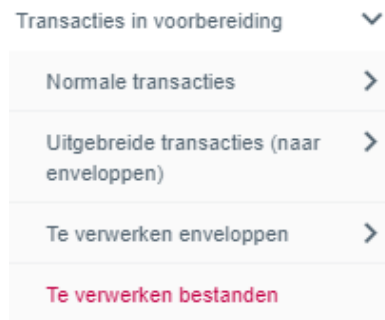 Transacties in voorbereiding
Normale transacties
Uitgebreide transacties (naar
enveloppen)
Te verwerken enveloppen
Te verwerken bestanden